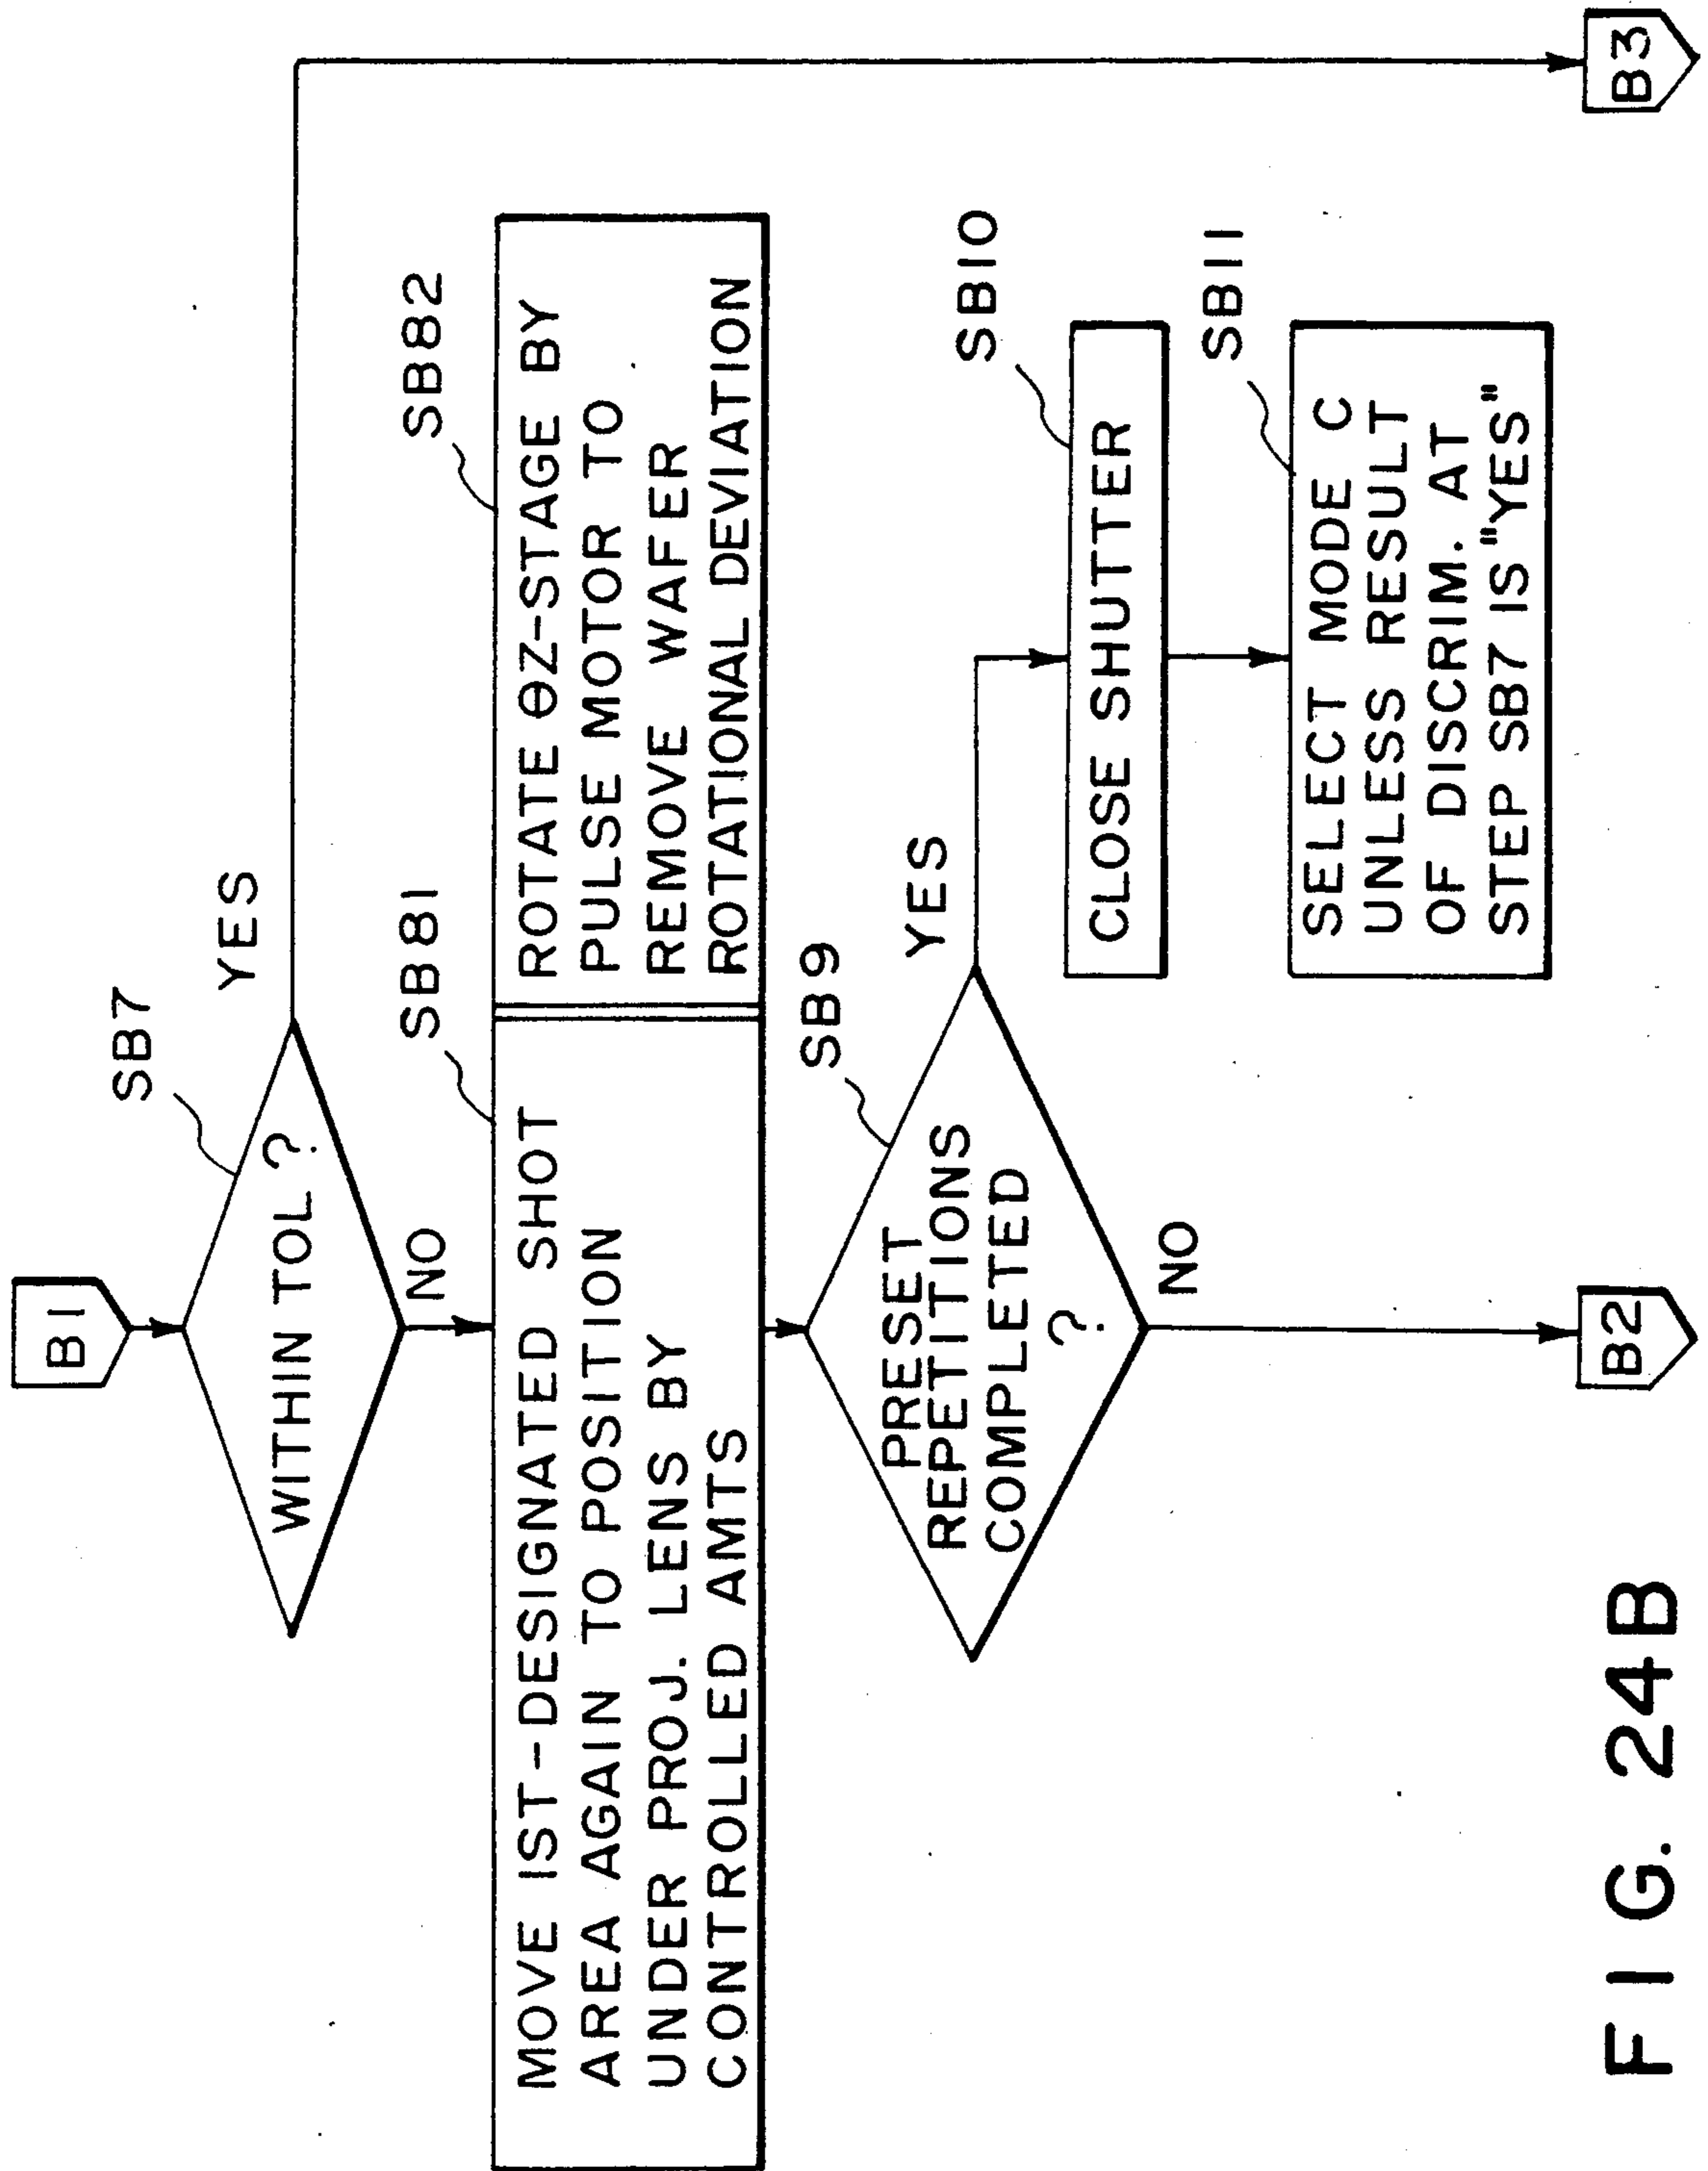 B1
SB7
WITHIN TOL ?
YES
NO
SB81
MOVE IST-DESIGNATED SHOT
AREA AGAIN TO POSITION
UNDER PROJ. LENS BY
CONTROLLED AMTS
SB82
ROTATE θZ-STAGE BY
PULSE MOTOR TO
REMOVE WAFER
ROTATIONAL DEVIATION
SB9
PRESET
REPETITIONS
COMPLETED
?
YES
NO
SB10
CLOSE SHUTTER
SB11
SELECT MODE C
UNLESS RESULT
OF DISCRIM. AT
STEP SB7 IS "YES"
B2
B3
FIG. 24B